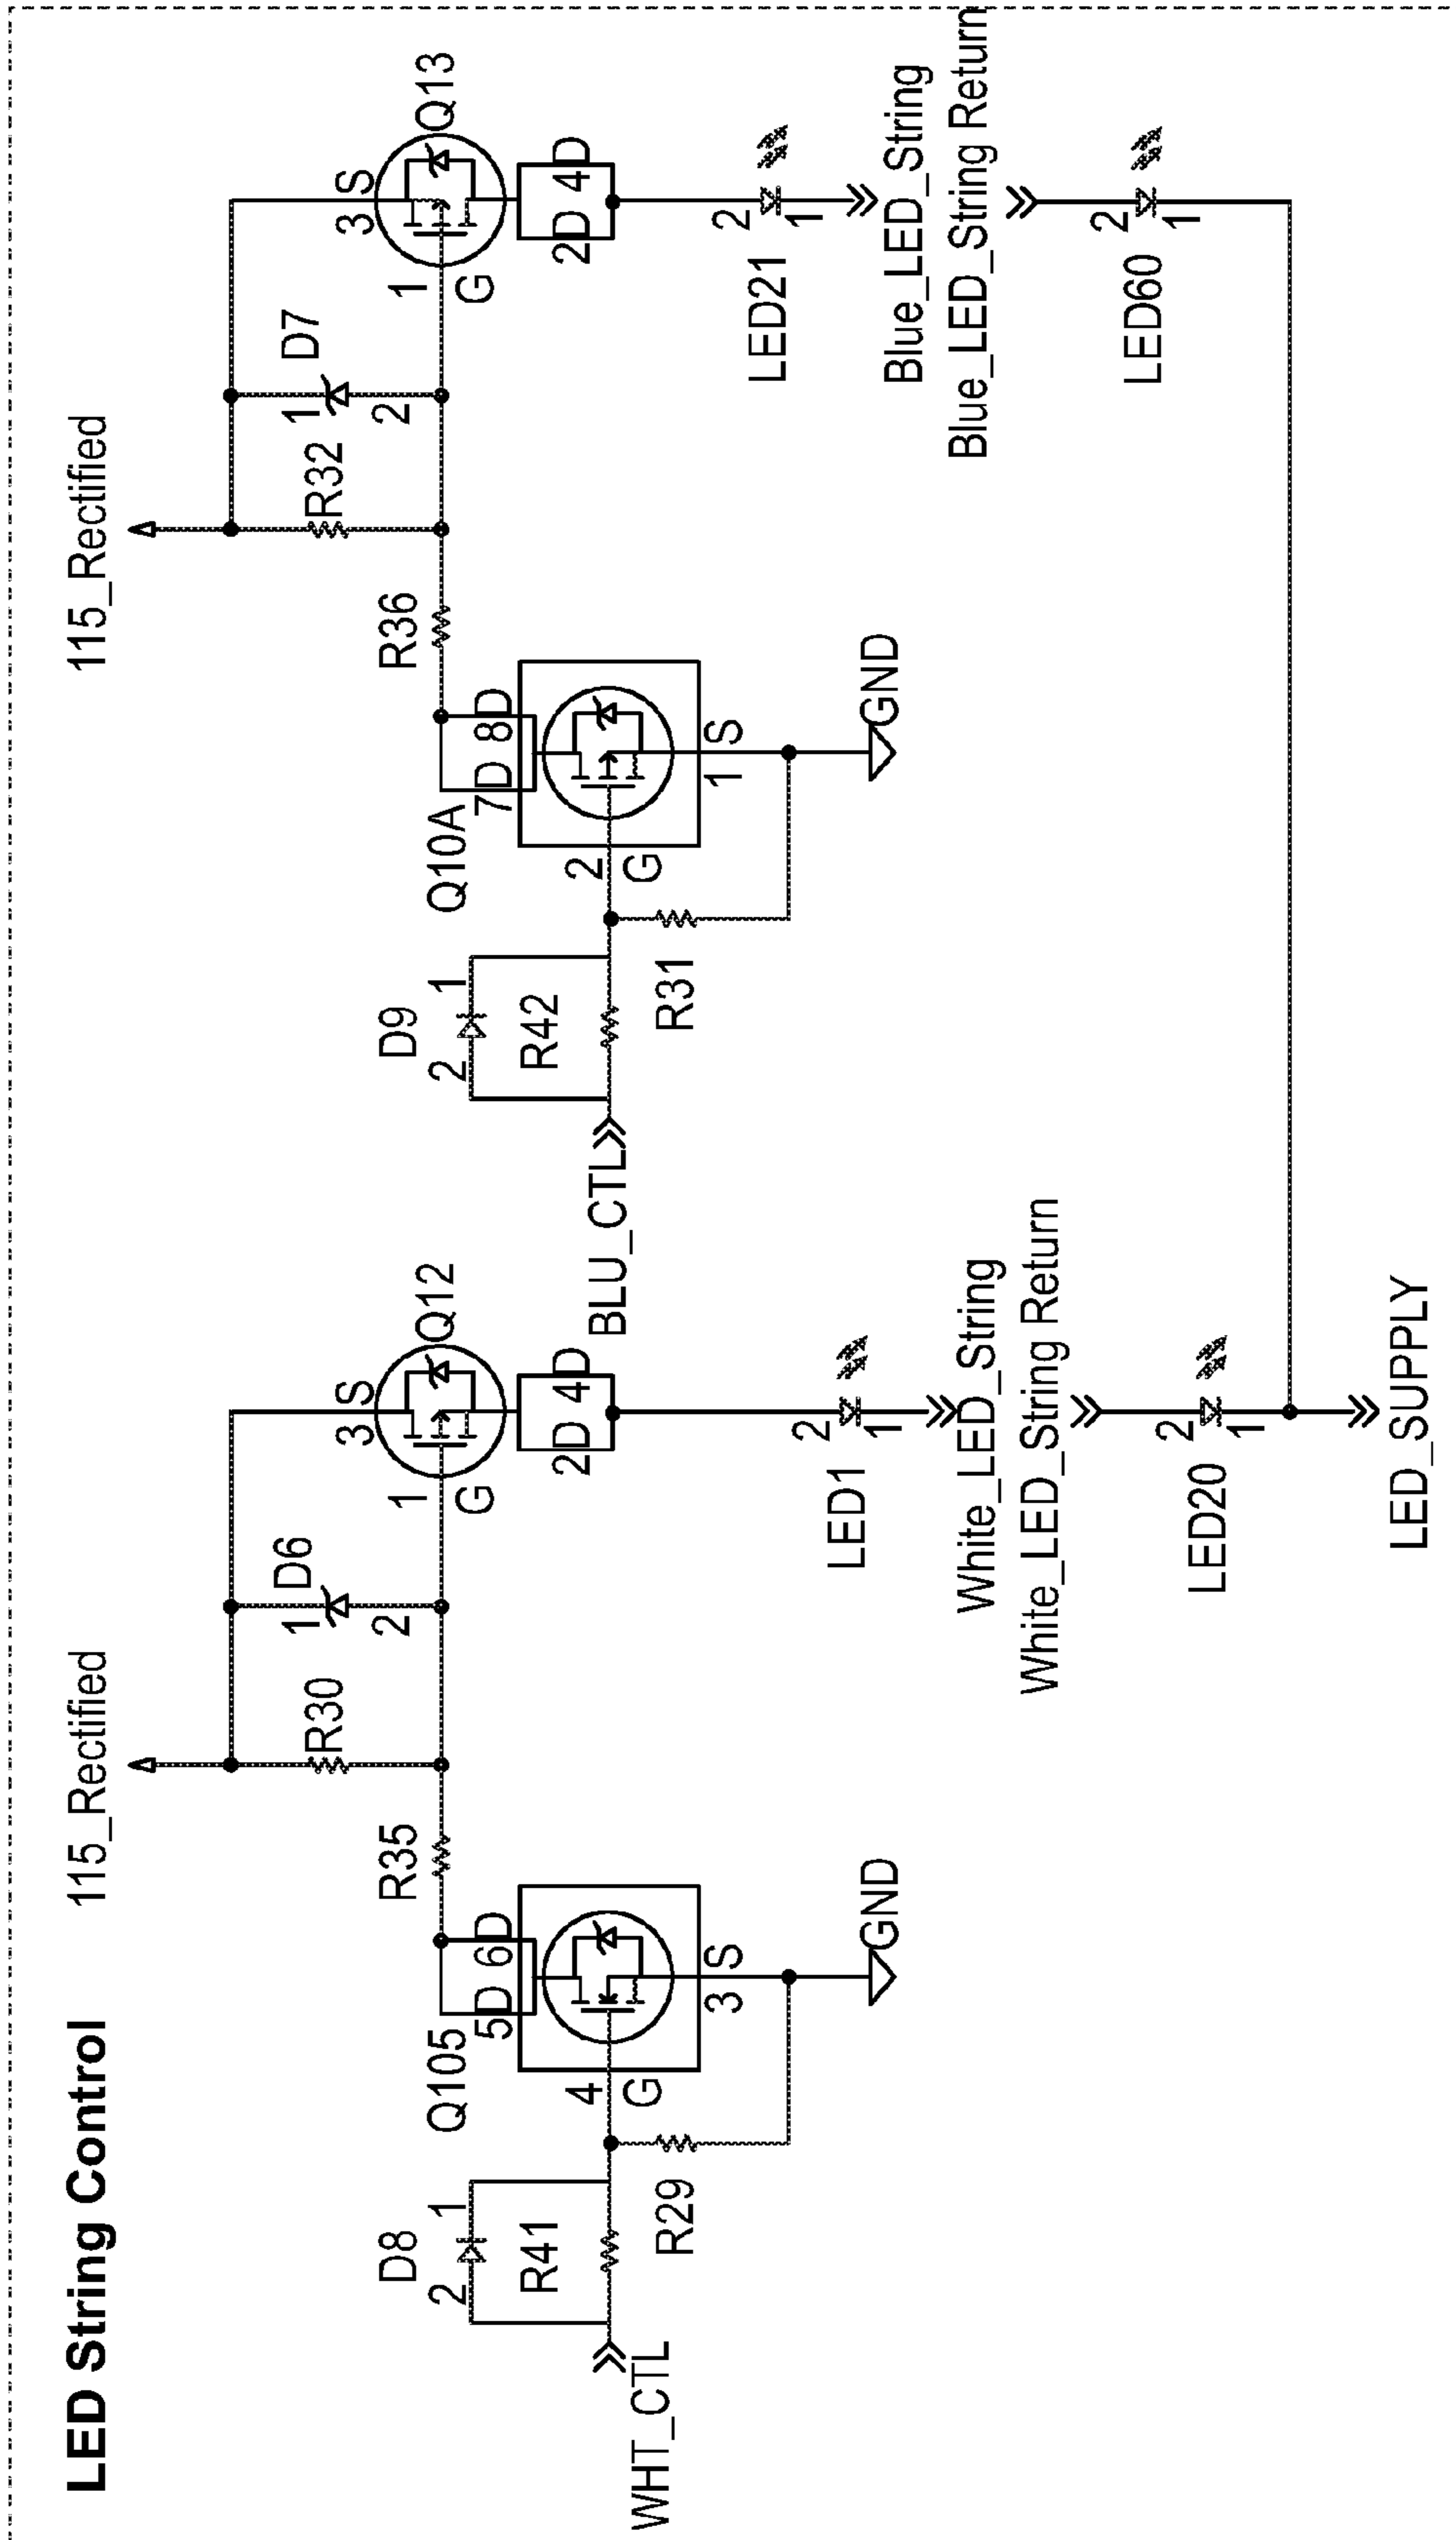 LED String Control
115_Rectified
115_Rectified
D8
2 1
R41
WHT_CTL
R29
Q105
5 D 6 D
4
G
3 S
GND
R35
R30
1 D6
2
3 S
Q12
1
G
2 D 4 D
2
LED1
1
White_LED_String
White_LED_String Return
2
LED20
1
LED_SUPPLY
D9
2 1
R42
BLU_CTL
R31
Q10A
7 D 8 D
2
G
1 S
GND
R36
R32
1 D7
2
3 S
Q13
1
G
2 D 4 D
2
LED21
1
Blue_LED_String
Blue_LED_String Return
2
LED60
1